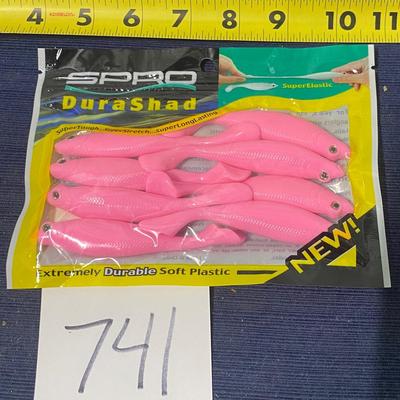 4 5 6 7 8 9 10 11
SPRO
DuraShad
SuperElastic
SuperTough...SuperStretch...SuperLongLasting
NEW!
Extremely Durable Soft Plastic
741